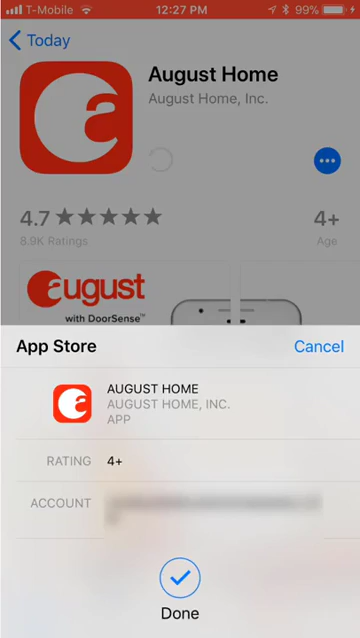 T-Mobile 12:27 PM 99%
Today
August Home
August Home, Inc.
4.7 4+
8.9K Ratings Age
august
with DoorSense™
App Store Cancel
AUGUST HOME
AUGUST HOME, INC.
APP
RATING 4+
ACCOUNT
Done